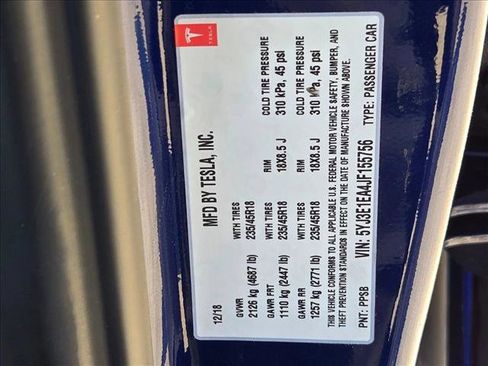 TESLA
MFD BY TESLA, INC.
12/18
GVWR WITH TIRES RIM COLD TIRE PRESSURE
2126 kg (4687 lb) 235/45R18 18X8.5 J 310 kPa, 45 psi
GAWR FRT WITH TIRES RIM COLD TIRE PRESSURE
1110 kg (2447 lb) 235/45R18 18X8.5 J 310 kPa, 45 psi
GAWR RR
1257 kg (2771 lb) 235/45R18
THIS VEHICLE CONFORMS TO ALL APPLICABLE U.S. FEDERAL MOTOR VEHICLE SAFETY, BUMPER, AND
THEFT PREVENTION STANDARDS IN EFFECT ON THE DATE OF MANUFACTURE SHOWN ABOVE.
VIN: 5YJ3E1EA4JF155756 TYPE: PASSENGER CAR
PNT: PPSB